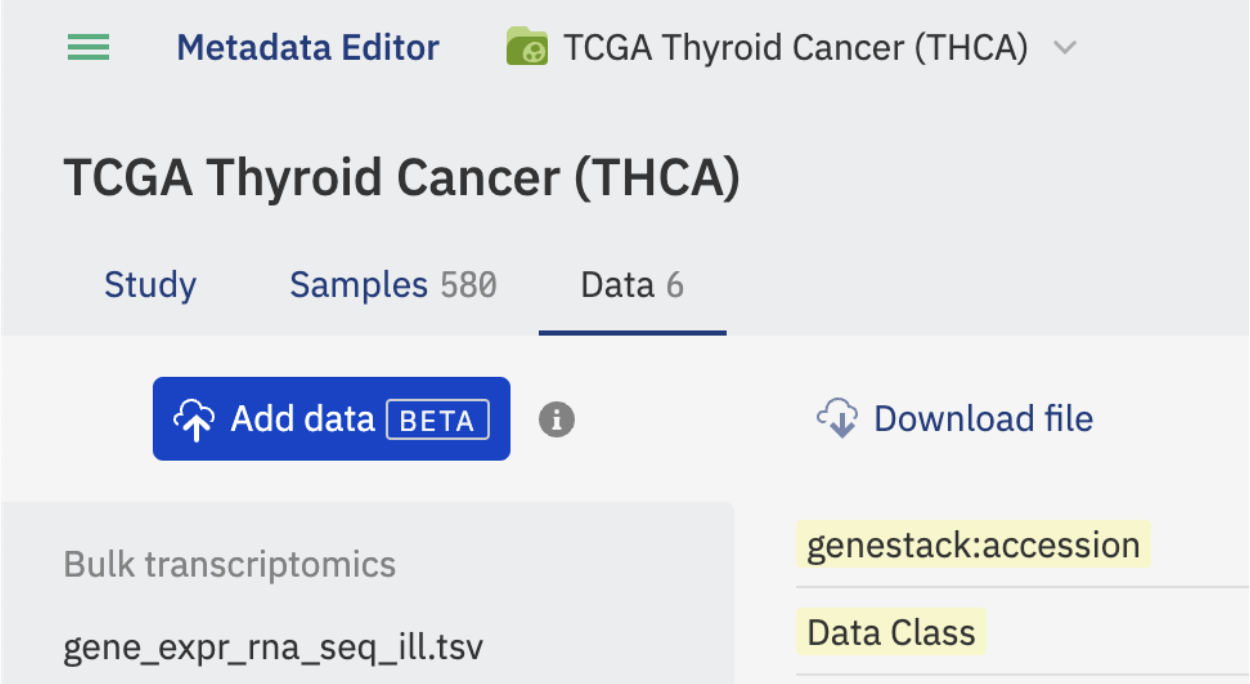 Metadata Editor TCGA Thyroid Cancer (THCA)
TCGA Thyroid Cancer (THCA)
Study Samples 580 Data 6
Add data BETA Download file
Bulk transcriptomics
gene_expr_rna_seq_ill.tsv
genestack:accession
Data Class